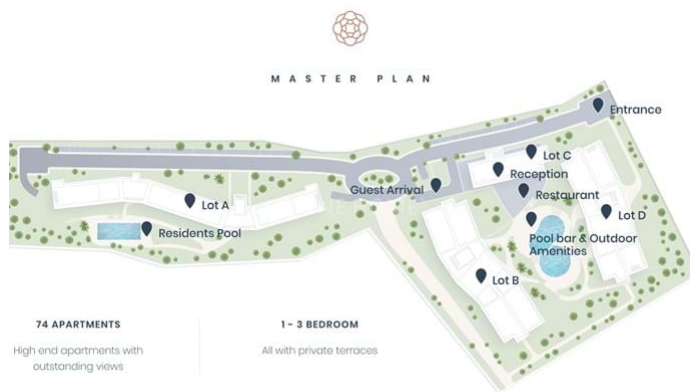 MASTER PLAN
Entrance
Lot C
Reception
Guest Arrival
Restaurant
Lot A
Lot D
Residents Pool
Pool bar & Outdoor
Amenities
Lot B
74 APARTMENTS
High end apartments with
outstanding views
1 - 3 BEDROOM
All with private terraces